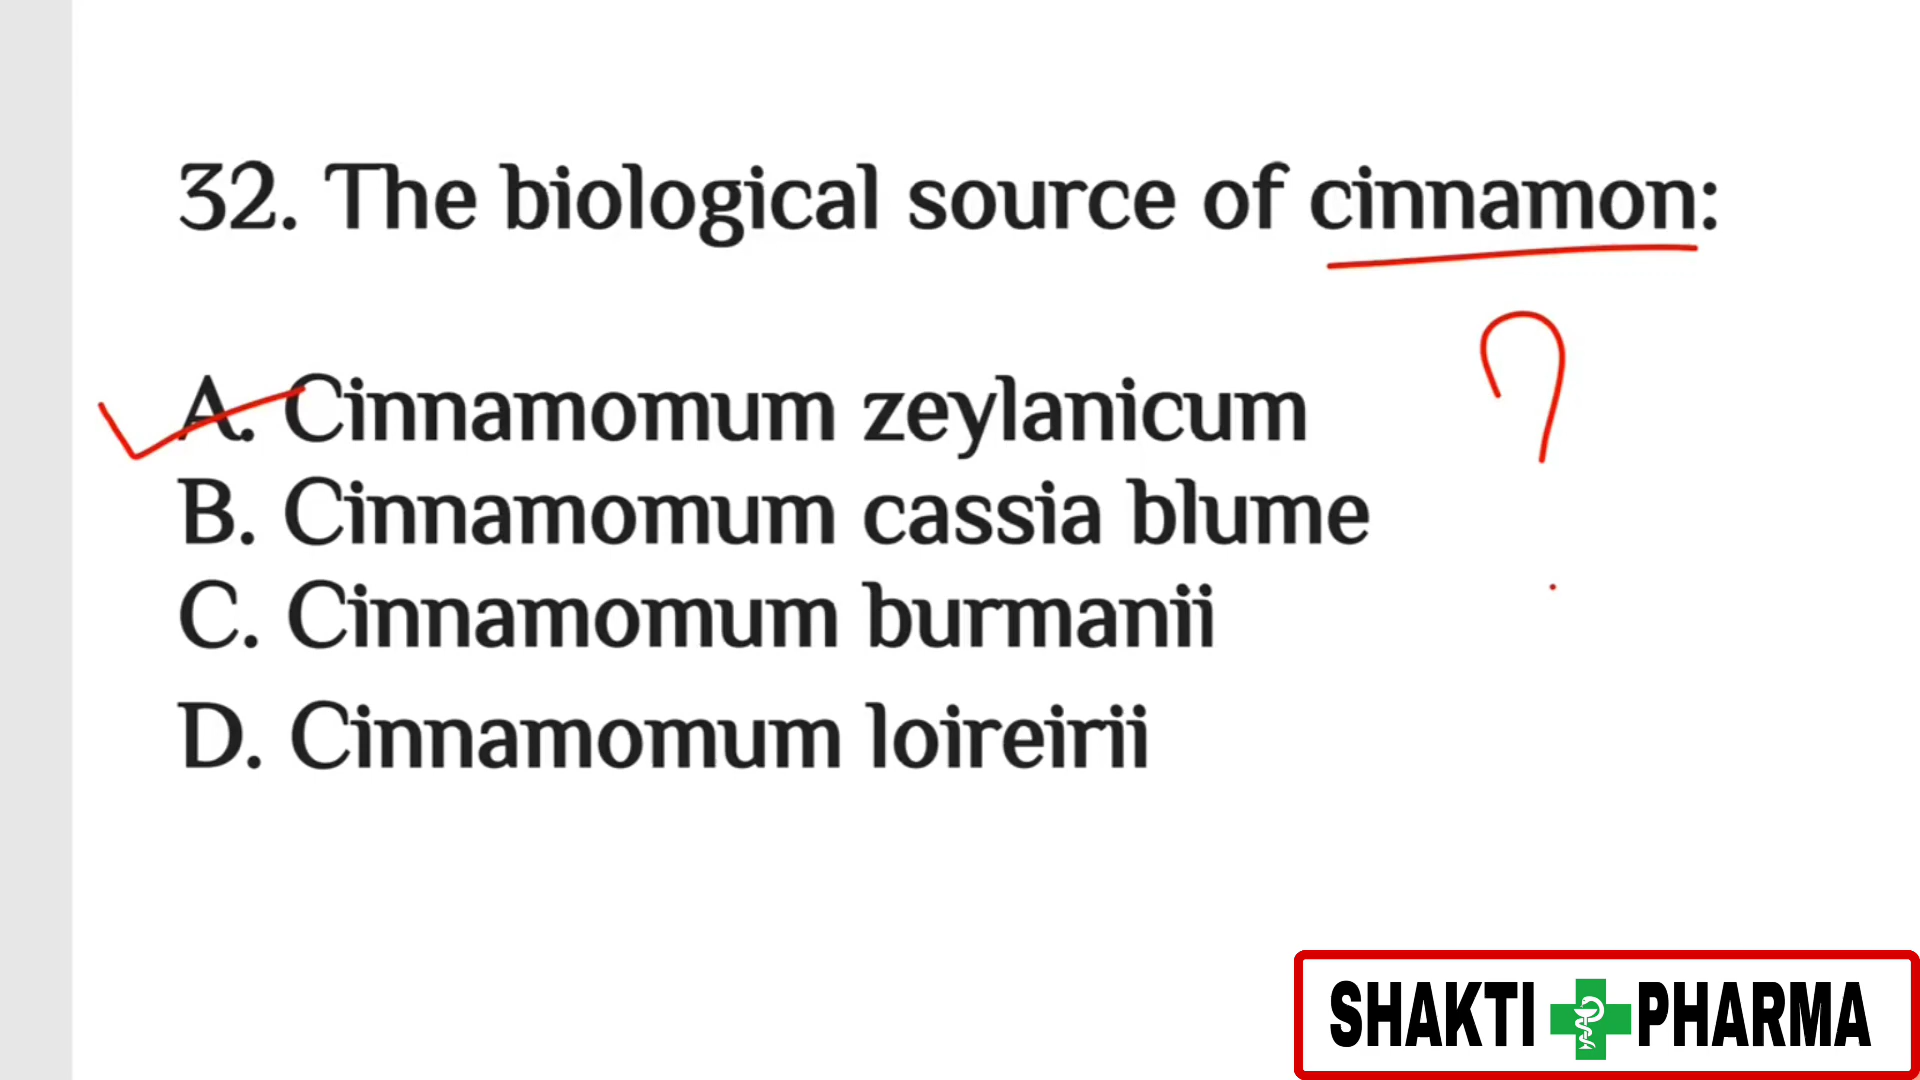 32. The biological source of cinnamon:
A. Cinnamomum zeylanicum
B. Cinnamomum cassia blume
C. Cinnamomum burmanii
D. Cinnamomum loireirii
SHAKTI PHARMA